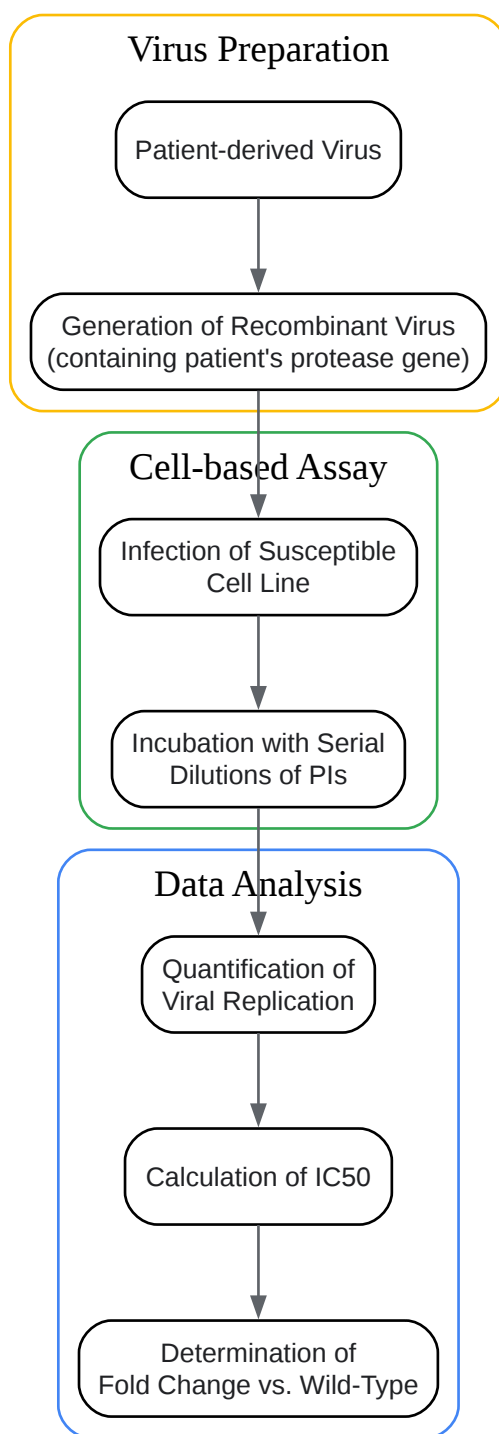 Virus Preparation
Patient-derived Virus
Generation of Recombinant Virus
(containing patient's protease gene)
Cell-based Assay
Infection of Susceptible
Cell Line
Incubation with Serial
Dilutions of PIs
Data Analysis
Quantification of
Viral Replication
Calculation of IC50
Determination of
Fold Change vs. Wild-Type